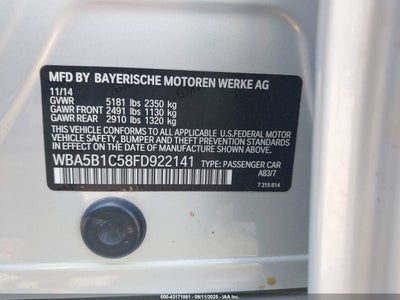 MFD BY BAYERISCHE MOTOREN WERKE AG
11/14
GVWR 5181 lbs 2350 kg
GAWR FRONT 2491 lbs 1130 kg
GAWR REAR 2910 lbs 1320 kg
THIS VEHICLE CONFORMS TO ALL APPLICABLE U.S.FEDERAL MOTOR
VEHICLE SAFETY, BUMPER, AND THEFT PREVENTION STANDARDS
IN EFFECT ON THE DATE OF MANUFACTURE SHOWN ABOVE.
WBA5B1C58FD922141 TYPE: PASSENGER CAR
A83/7
7 315 814
000-43171861 - 09/11/2025 - IAAI.COM